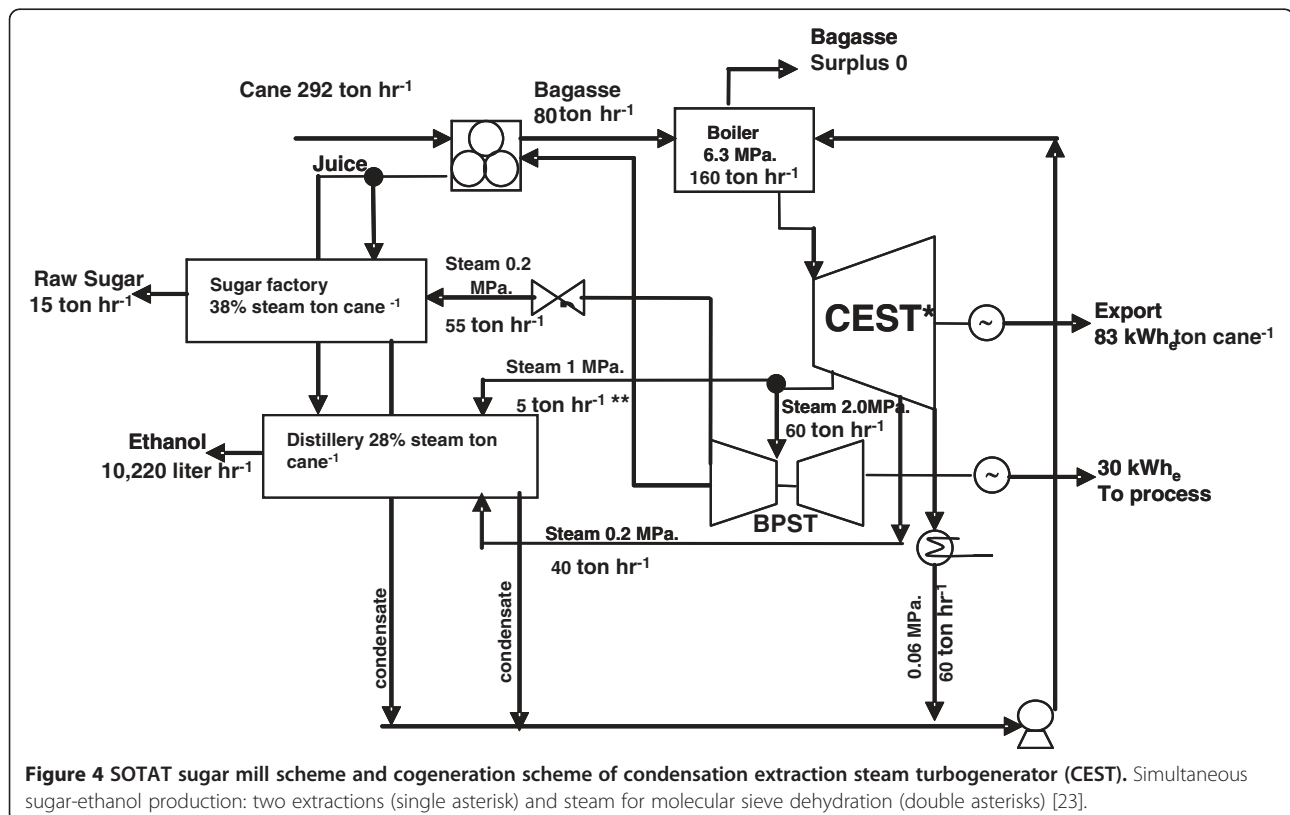 Bagasse
Surplus 0
Cane 292 ton hr-1
Bagasse
80 ton hr-1
Boiler
6.3 MPa.
160 ton hr-1
Juice
Raw Sugar
15 ton hr-1
Sugar factory
38% steam ton cane -1
Steam 0.2
MPa.
55 ton hr-1
CEST*
~
Export
83 kWhe ton cane-1
Steam 1 MPa.
5 ton hr-1 **
Steam 2.0MPa.
60 ton hr-1
Ethanol
10,220 liter hr-1
Distillery 28% steam ton
cane-1
BPST
~
30 kWhe
To process
Steam 0.2 MPa.
40 ton hr-1
condensate
condensate
0.06 MPa.
60 ton hr-1
Figure 4 SOTAT sugar mill scheme and cogeneration scheme of condensation extraction steam turbogenerator (CEST). Simultaneous
sugar-ethanol production: two extractions (single asterisk) and steam for molecular sieve dehydration (double asterisks) [23].